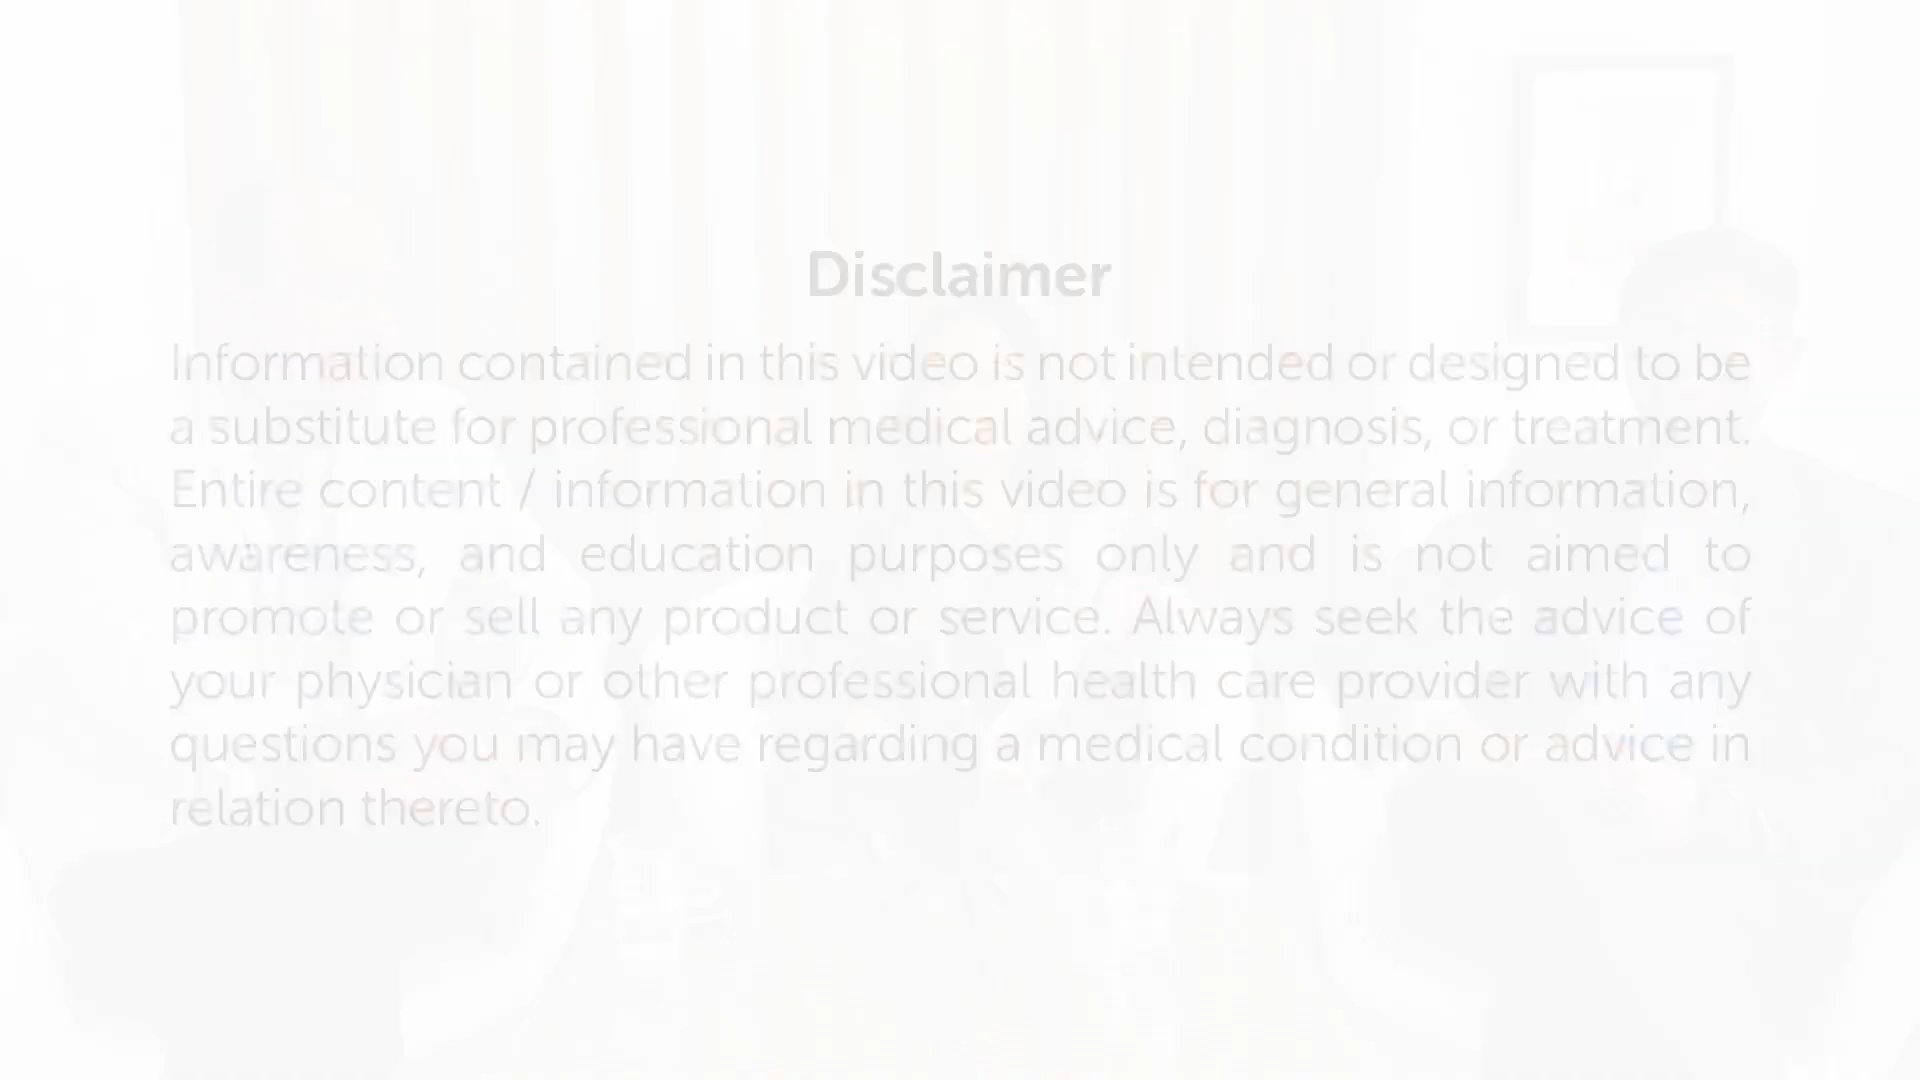 Disclaimer
Information contained in this video is not intended or designed to be
a substitute for professional medical advice, diagnosis, or treatment.
Entire content / information in this video is for general information,
awareness, and education purposes only and is not aimed to
promote or sell any product or service. Always seek the advice of
your physician or other professional health care provider with any
questions you may have regarding a medical condition or advice in
relation thereto.